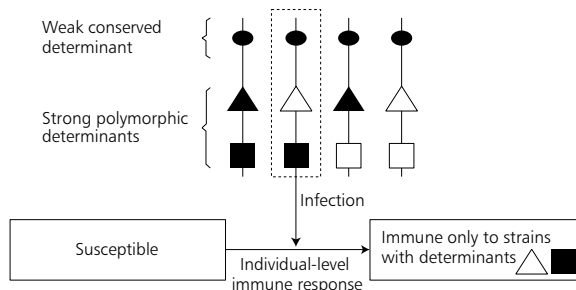 Weak conserved
determinant
Strong polymorphic
determinants
Infection
Susceptible
Individual-level
immune response
Immune only to strains
with determinants